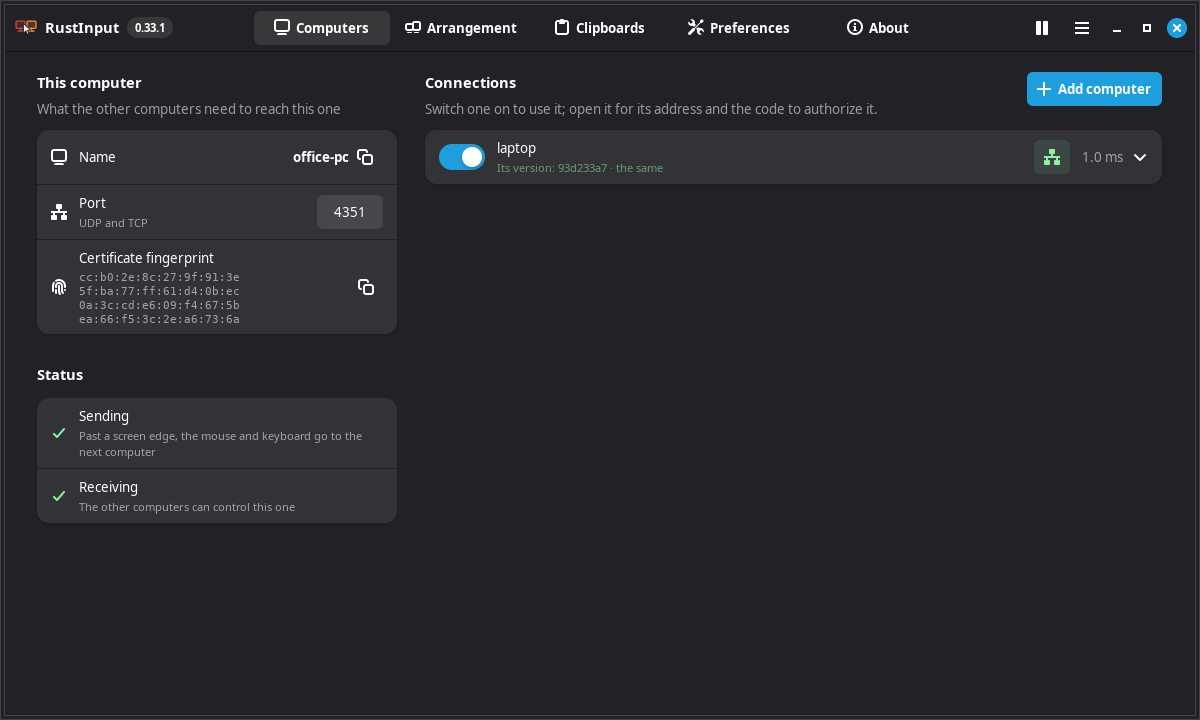 RustInput 0.33.1
Computers
Arrangement
Clipboards
Preferences
About
This computer
What the other computers need to reach this one
Name
office-pc
Port
UDP and TCP
4351
Certificate fingerprint
cc:b0:2e:8c:27:9f:91:3e
5f:ba:77:ff:61:d4:0b:ec
0a:3c:cd:e6:09:f4:67:5b
ea:66:f5:3c:2e:a6:73:6a
Status
Sending
Past a screen edge, the mouse and keyboard go to the
next computer
Receiving
The other computers can control this one
Connections
Switch one on to use it; open it for its address and the code to authorize it.
Add computer
laptop
Its version: 93d233a7 · the same
1.0 ms